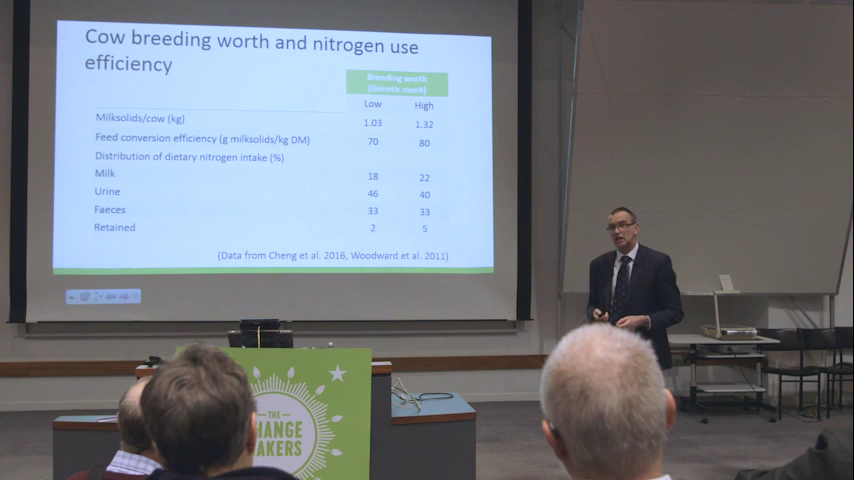 Cow breeding worth and nitrogen use
efficiency
Breeding worth
(Genetic merit)
Low High
Milksolids/cow (kg) 1.03 1.32
Feed conversion efficiency (g milksolids/kg DM) 70 80
Distribution of dietary nitrogen intake (%)
Milk 18 22
Urine 46 40
Faeces 33 33
Retained 2 5
(Data from Cheng et al. 2016, Woodward et al. 2011)
THE
HANGE
AKERS